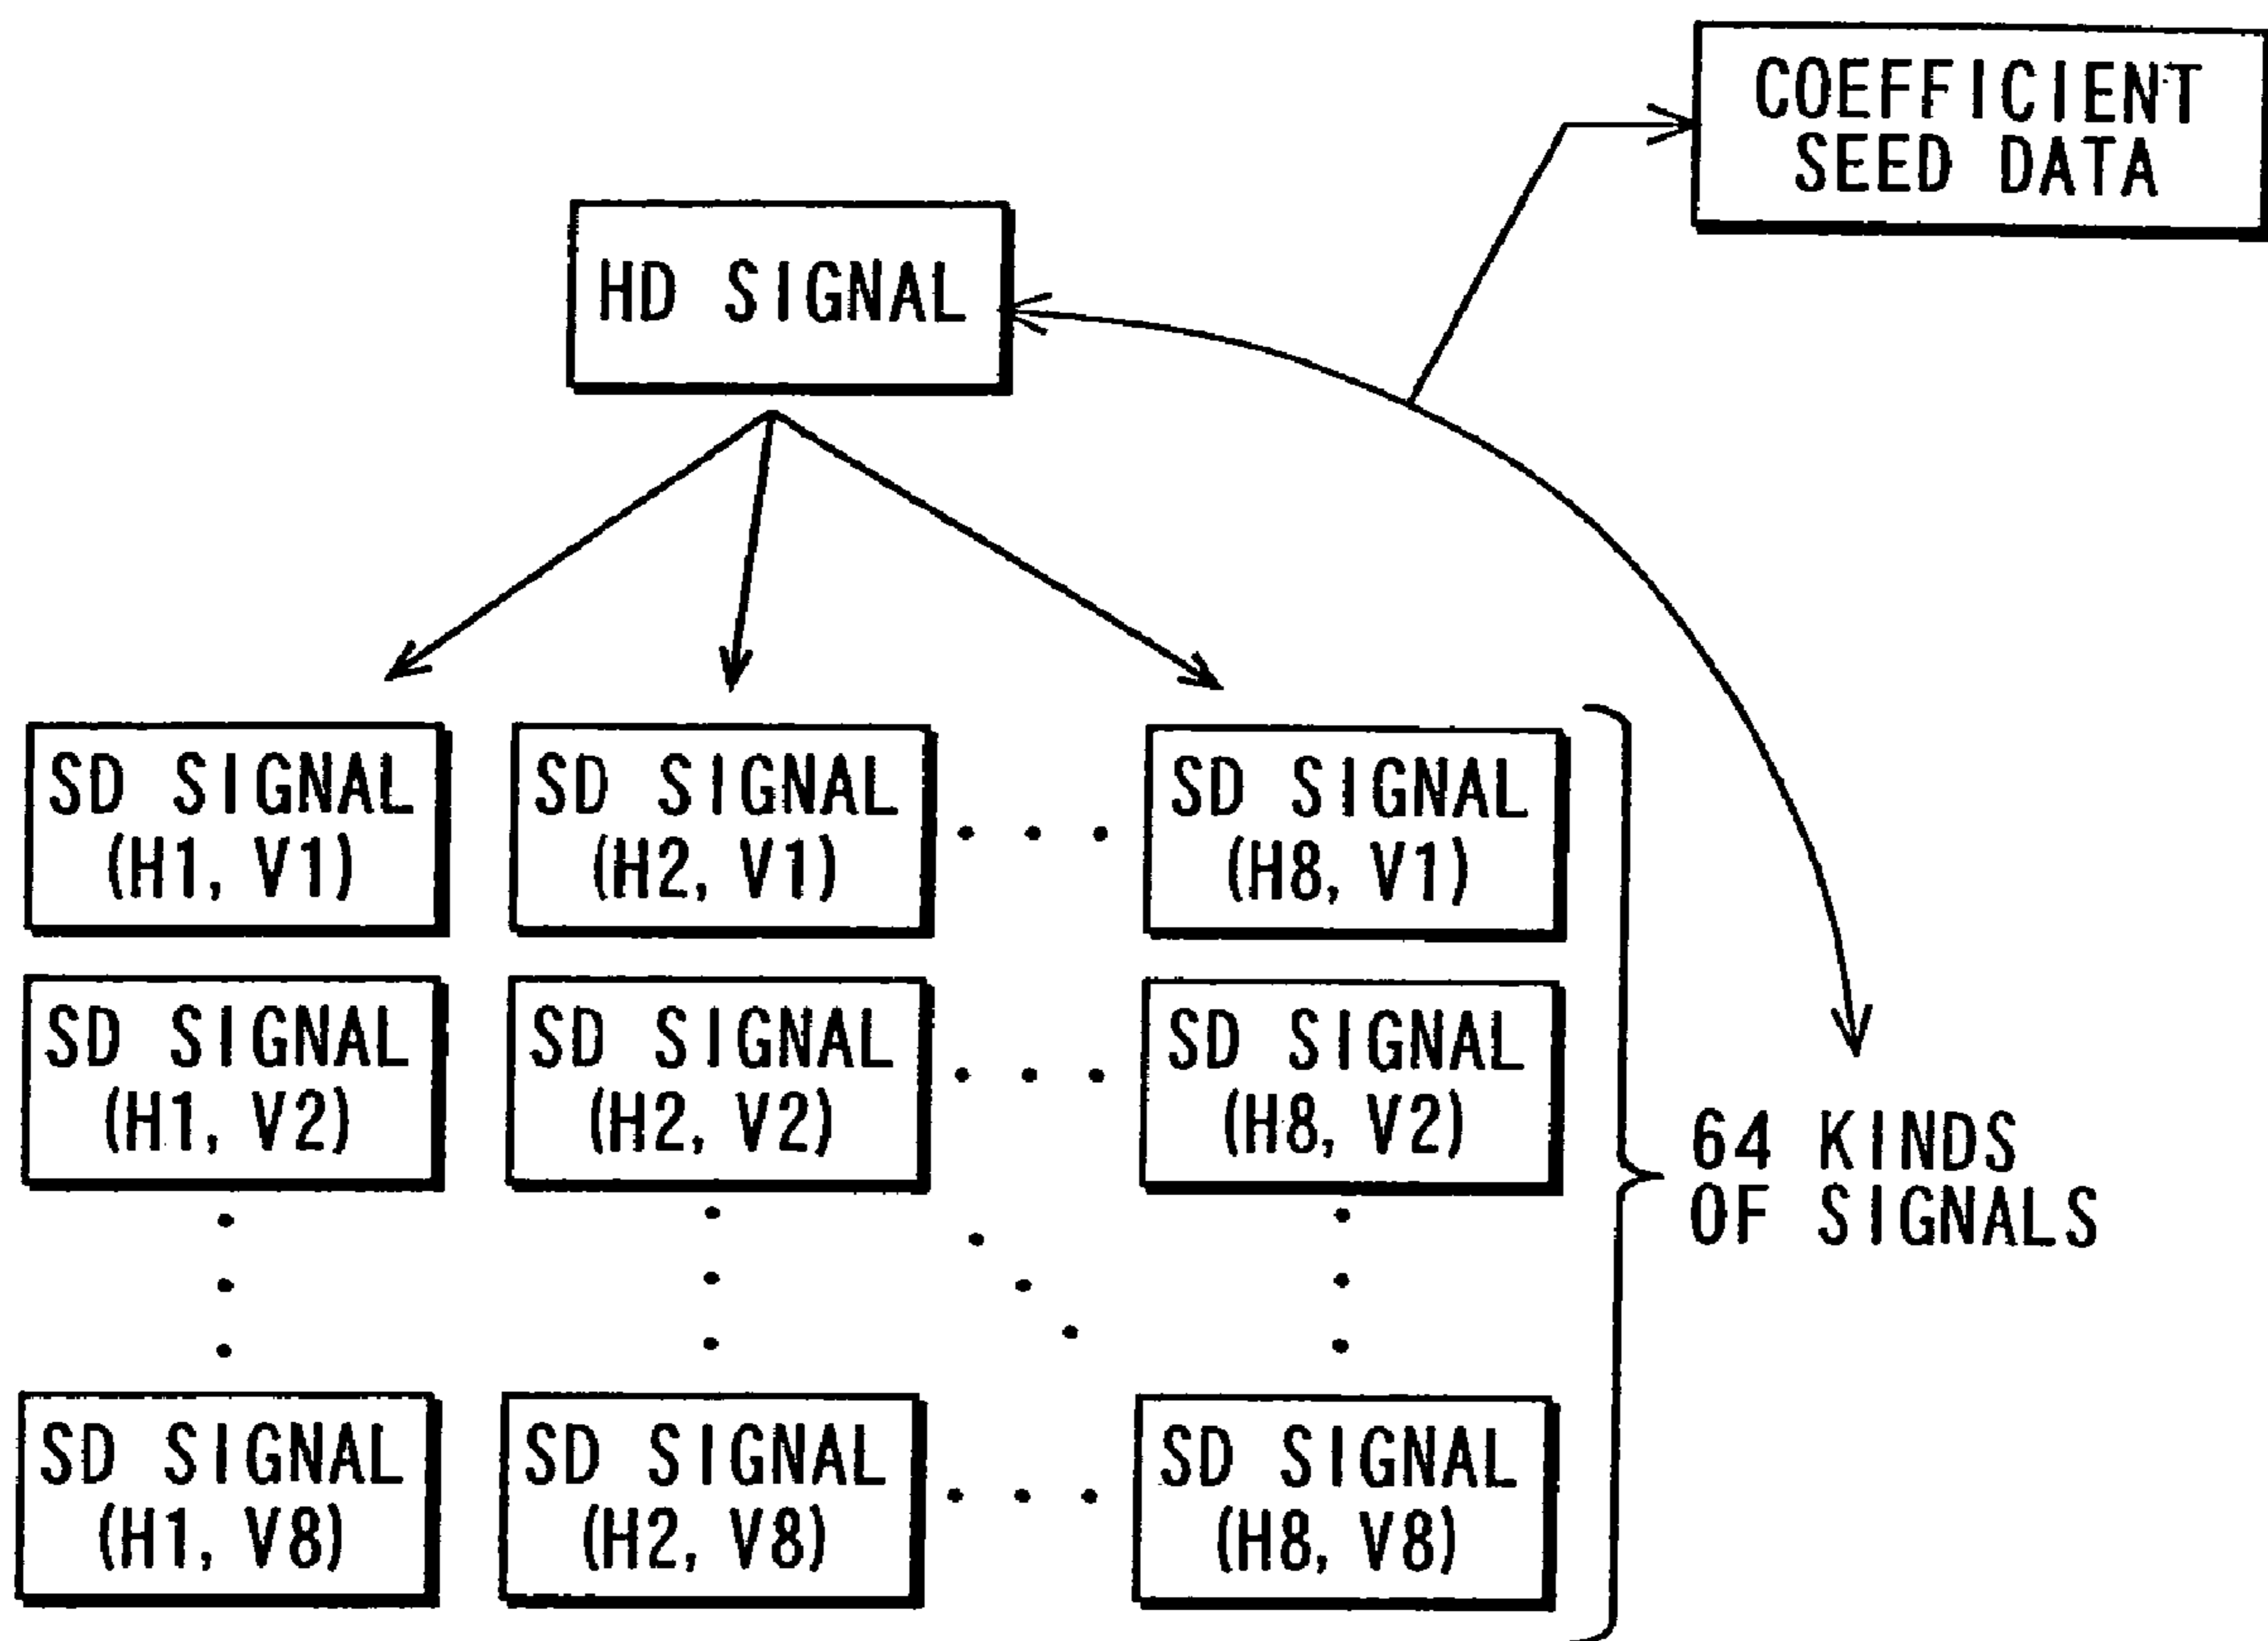 COEFFICIENT
SEED DATA
HD SIGNAL
SD SIGNAL
(H1, V1)
SD SIGNAL
(H2, V1)
SD SIGNAL
(H8, V1)
SD SIGNAL
(H1, V2)
SD SIGNAL
(H2, V2)
SD SIGNAL
(H8, V2)
64 KINDS
OF SIGNALS
SD SIGNAL
(H1, V8)
SD SIGNAL
(H2, V8)
SD SIGNAL
(H8, V8)